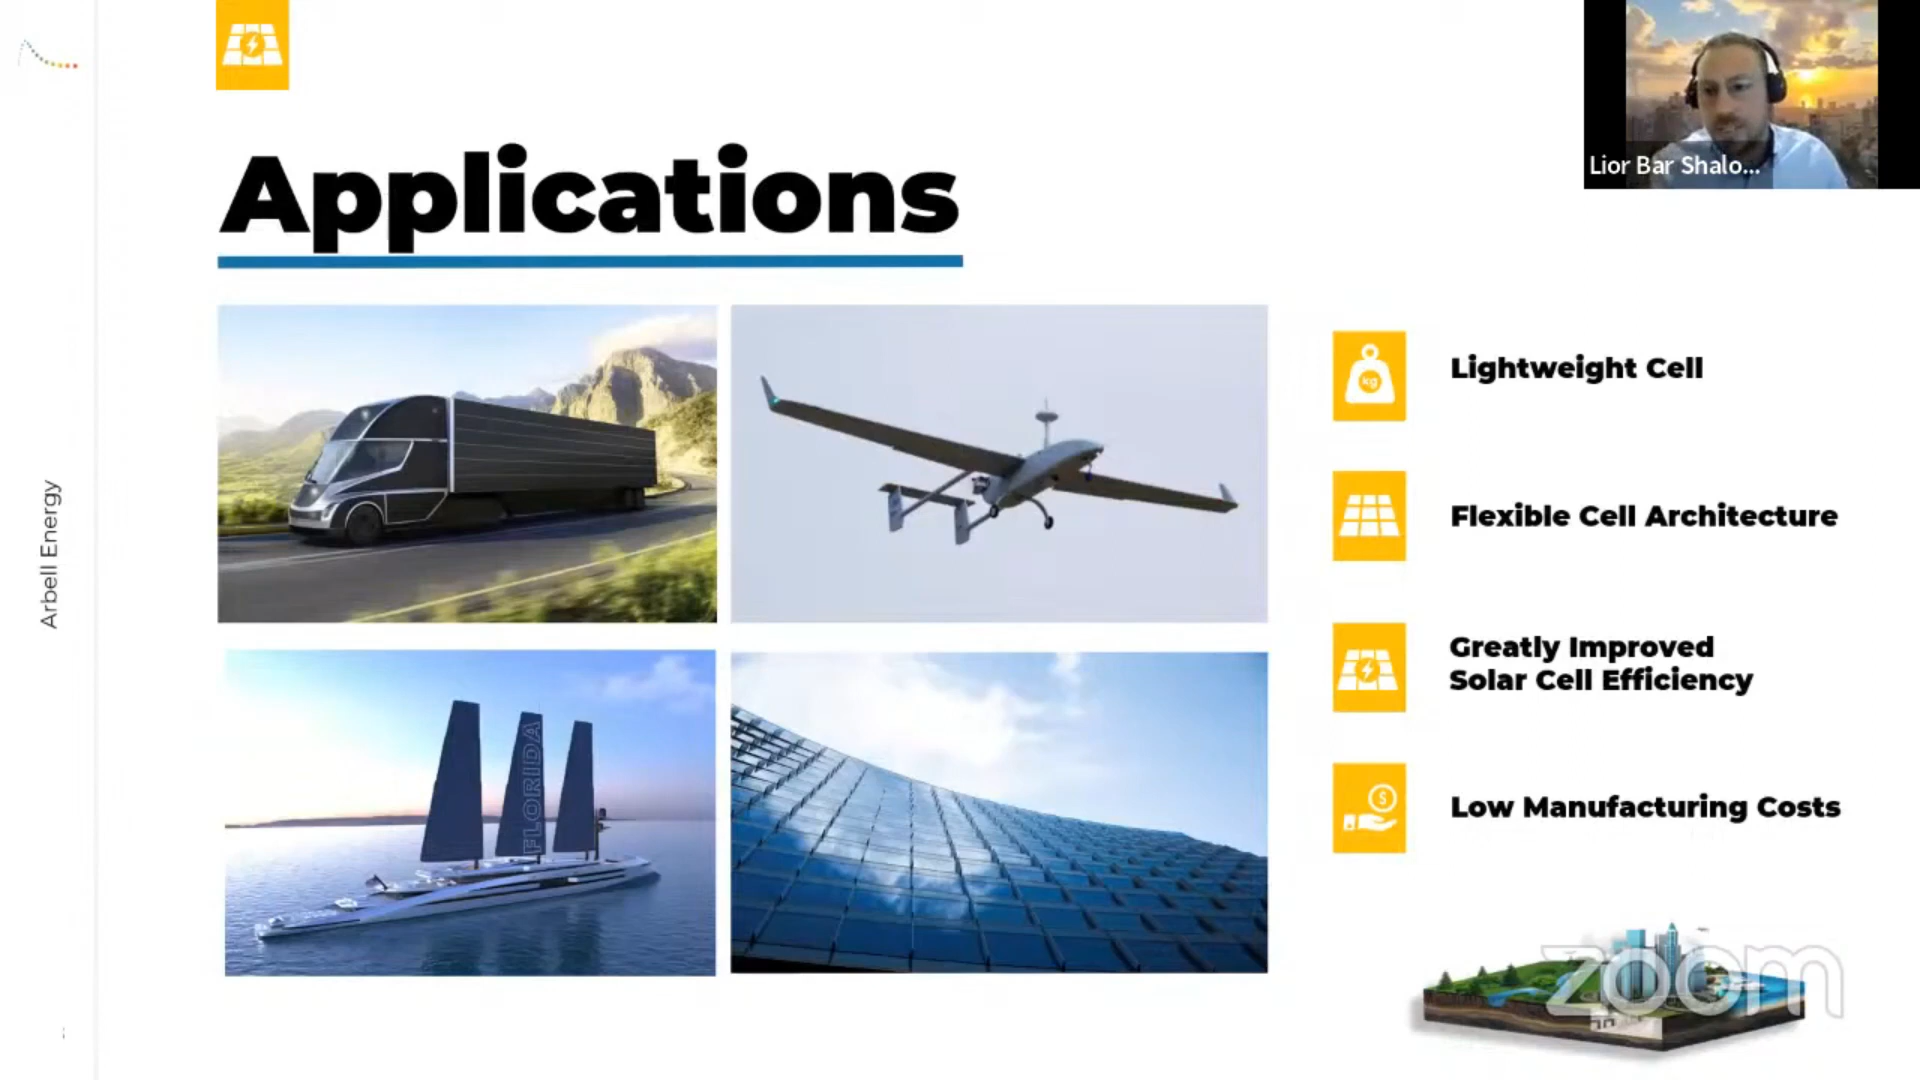 Applications
Lior Bar Shalo...
Arbell Energy
FLORIDA
kg
Lightweight Cell
Flexible Cell Architecture
Greatly Improved
Solar Cell Efficiency
$
Low Manufacturing Costs
zoom